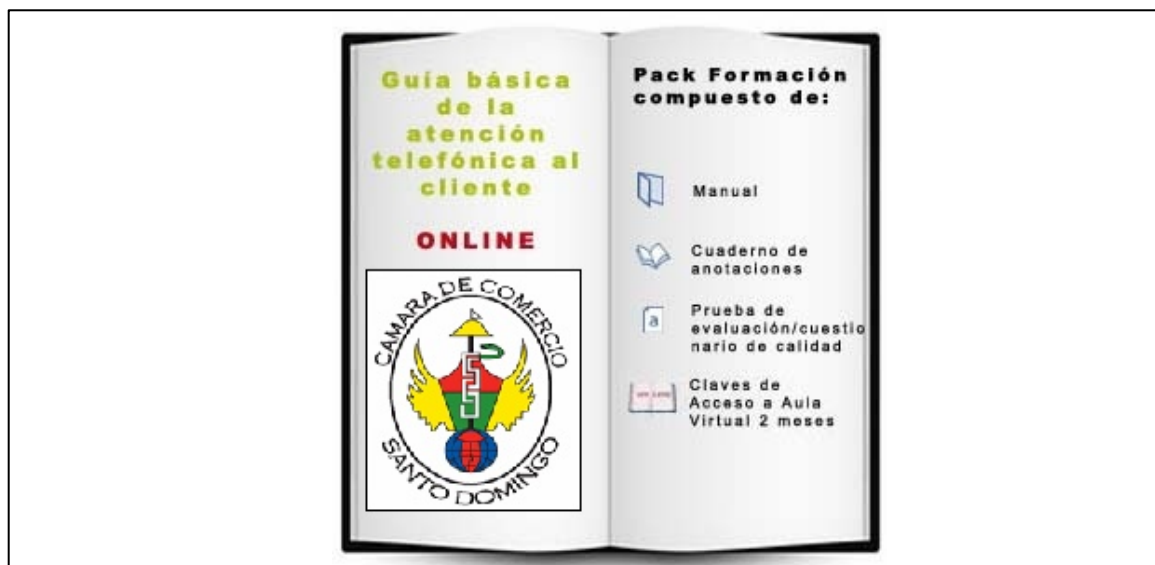 Guía básica
de la
atención
telefónica al
cliente
ONLINE
CAMARA DE COMERCIO
SANTO DOMINGO
Pack Formación
compuesto de:
Manual
Cuaderno de
anotaciones
a
Prueba de
evaluación/cuestio
nario de calidad
Claves de
Acceso a Aula
Virtual 2 meses